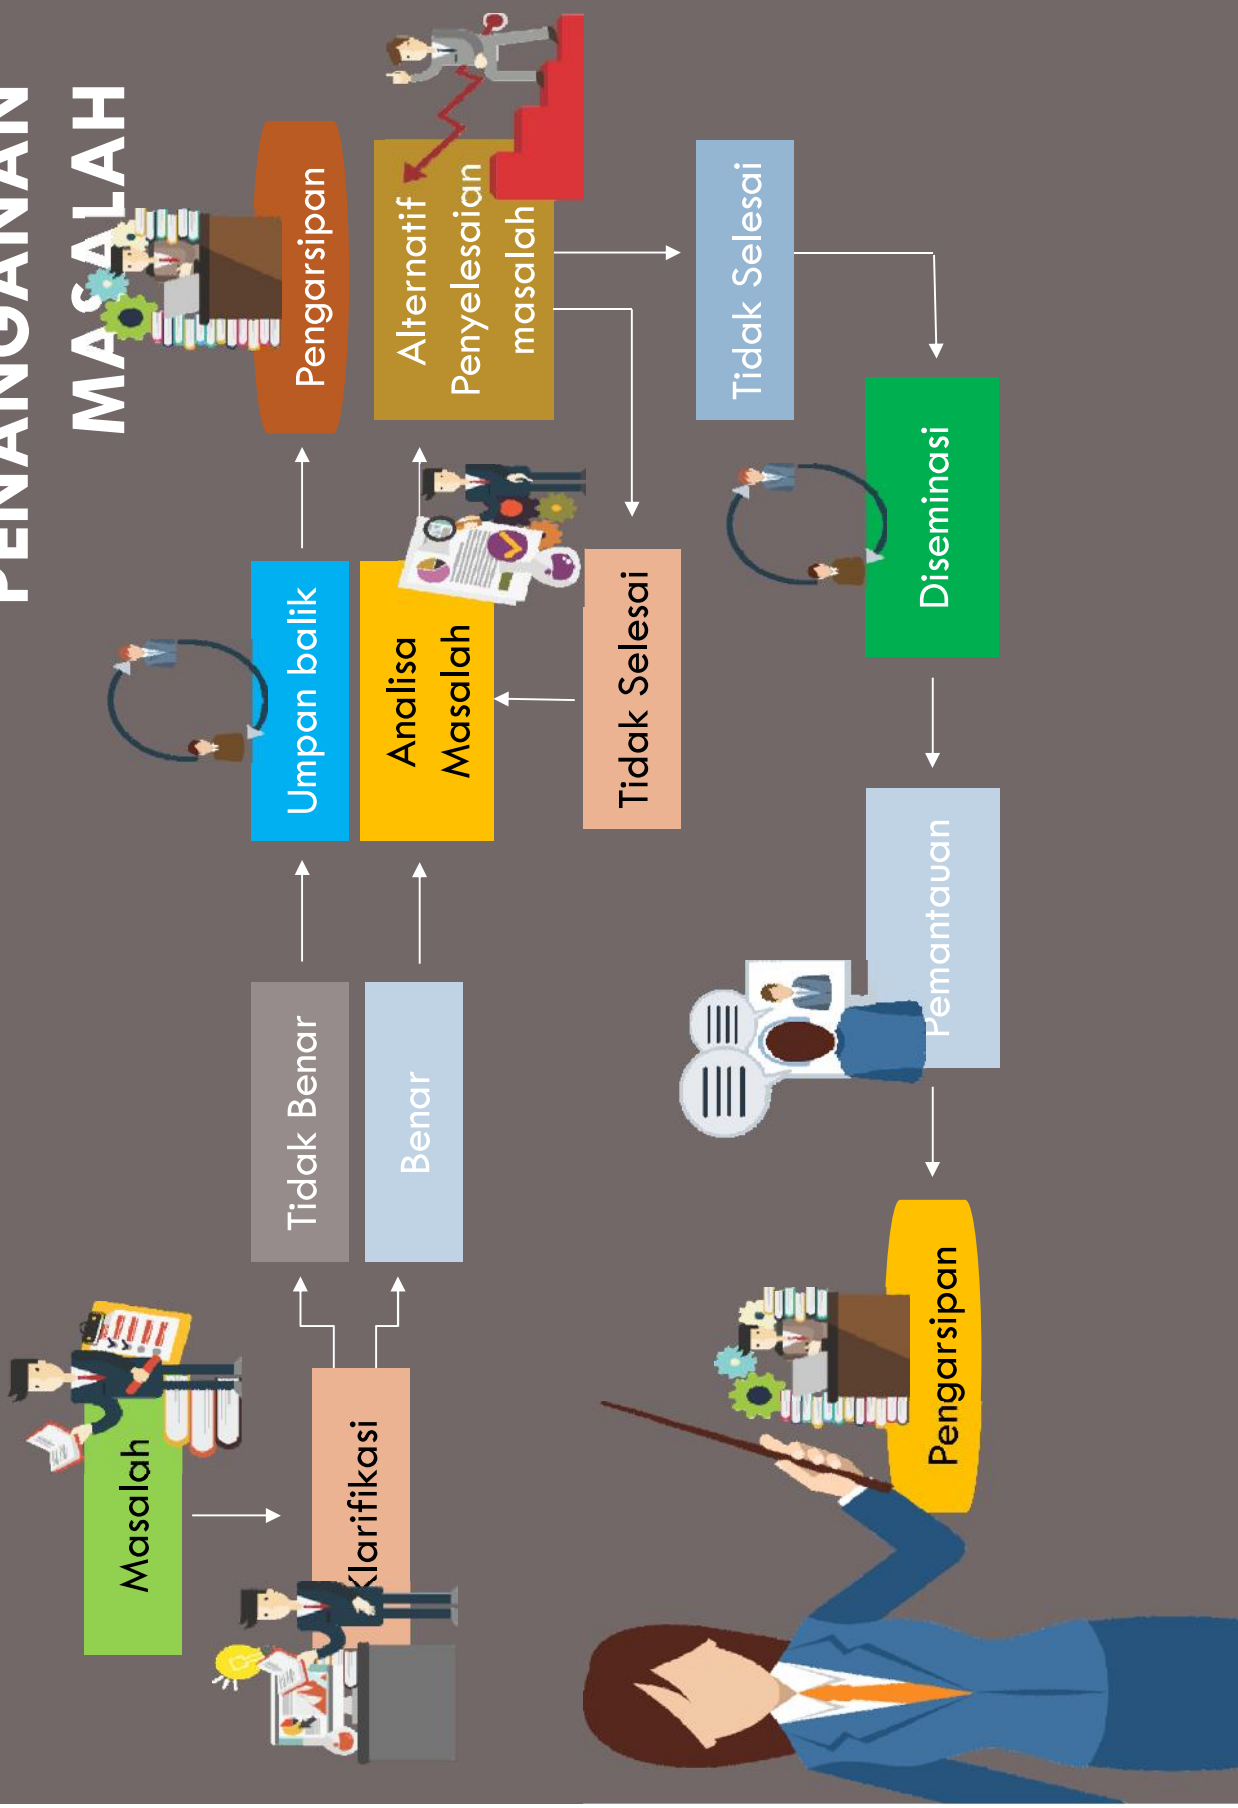 PENANGANAN
MASALAH
Masalah
Klarifikasi
Tidak Benar
Benar
Umpan balik
Analisa
Masalah
Pengarsipan
Alternatif
Penyelesaian
masalah
Tidak Selesai
Tidak Selesai
Diseminasi
Pemantauan
Pengarsipan